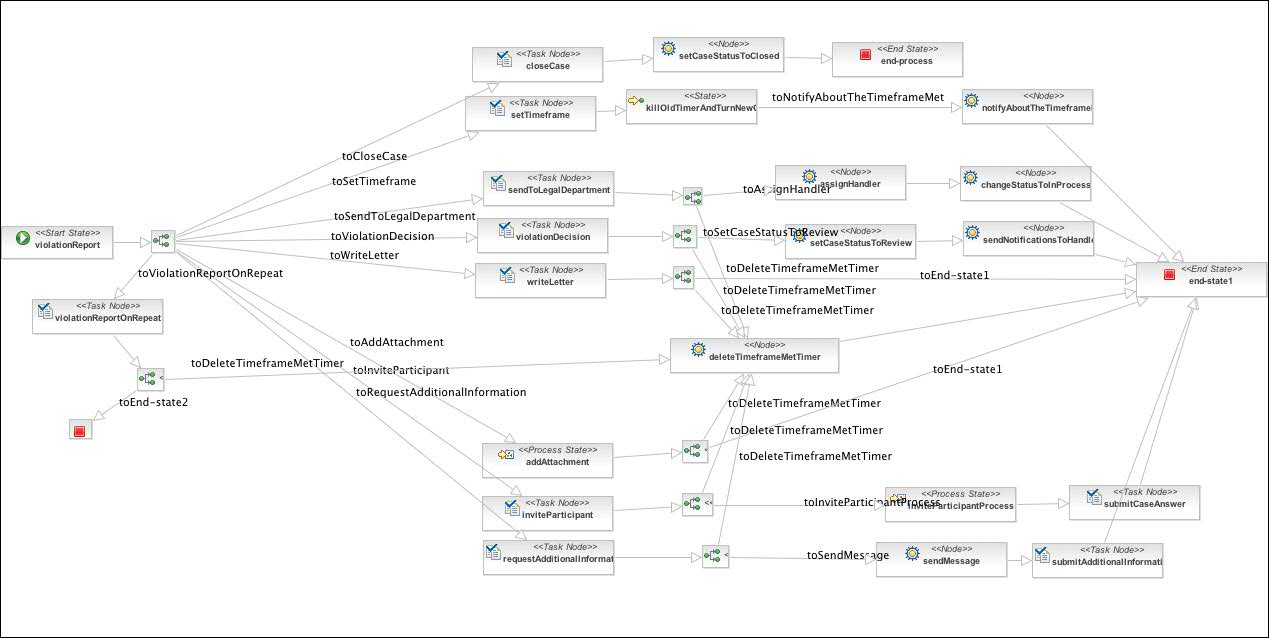 <<Task Node>>
closeCase
<<Node>>
setCaseStatusToClosed
<<End State>>
end-process
<<Task Node>>
setTimeframe
<<State>>
killOldTimerAndTurnNew
toNotifyAboutTheTimeframeMet
<<Node>>
notifyAboutTheTimeframe
toCloseCase
toSetTimeframe
<<Task Node>>
sendToLegalDepartment
toAssignHandler
<<Node>>
assignHandler
<<Node>>
changeStatusToInProcess
toSendToLegalDepartment
<<Start State>>
violationReport
toViolationDecision
<<Task Node>>
violationDecision
toSetCaseStatusToReview
<<Node>>
setCaseStatusToReview
<<Node>>
sendNotificationsToHandle
toWriteLetter
<<Task Node>>
writeLetter
toDeleteTimeframeMetTimer
toEnd-state1
<<End State>>
end-state1
toViolationReportOnRepeat
toDeleteTimeframeMetTimer
<<Task Node>>
violationReportOnRepeat
toDeleteTimeframeMetTimer
toAddAttachment
<<Node>>
deleteTimeframeMetTimer
toDeleteTimeframeMetTimer
<
toInviteParticipant
toEnd-state1
toRequestAdditionalInformation
toEnd-state2
toDeleteTimeframeMetTimer
toDeleteTimeframeMetTimer
<<Process State>>
addAttachment
<
toDeleteTimeframeMetTimer
<<Task Node>>
inviteParticipant
<<
toInviteParticipantProcess
<<Process State>>
inviteParticipantProcess
<<Task Node>>
submitCaseAnswer
<<Task Node>>
requestAdditionalInformat
<
toSendMessage
<<Node>>
sendMessage
<<Task Node>>
submitAdditionalInformati